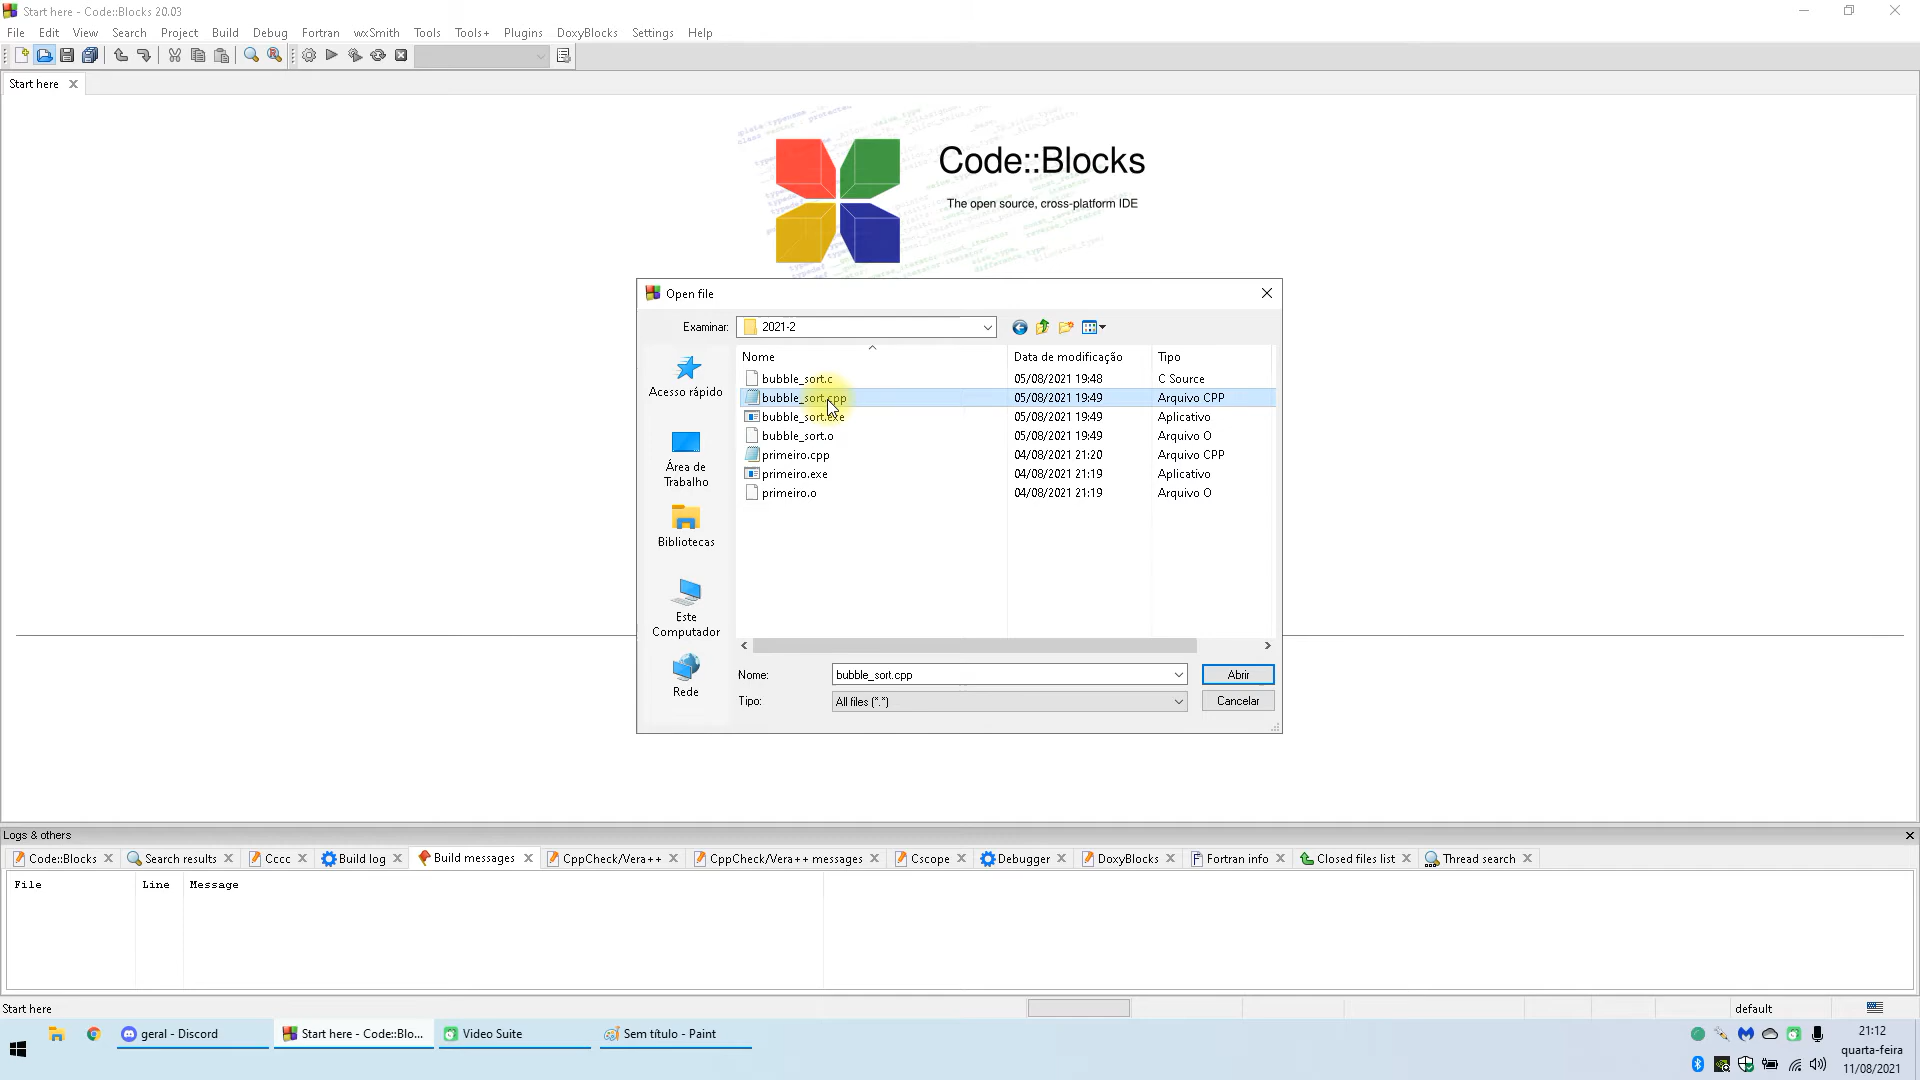 Start here - Code::Blocks 20.03
File Edit View Search Project Build Debug Fortran wxSmith Tools Tools+ Plugins DoxyBlocks Settings Help
Start here
Code::Blocks
The open source, cross-platform IDE
Open file
Examinar: 2021-2
Nome Data de modificação Tipo
bubble_sort.c 05/08/2021 19:48 C Source
bubble_sort.cpp 05/08/2021 19:49 Arquivo CPP
bubble_sort.exe 05/08/2021 19:49 Aplicativo
bubble_sort.o 05/08/2021 19:49 Arquivo O
primeiro.cpp 04/08/2021 21:20 Arquivo CPP
primeiro.exe 04/08/2021 21:19 Aplicativo
primeiro.o 04/08/2021 21:19 Arquivo O
Acesso rápido
Área de
Trabalho
Bibliotecas
Este
Computador
Rede
Nome: bubble_sort.cpp Abrir
Tipo: All files (*.*) Cancelar
Logs & others
Code::Blocks Search results Cccc Build log Build messages CppCheck/Vera++ CppCheck/Vera++ messages Cscope Debugger DoxyBlocks Fortran info Closed files list Thread search
File Line Message
Start here default
geral - Discord Start here - Code::Blo... Video Suite Sem título - Paint
21:12
quarta-feira
11/08/2021